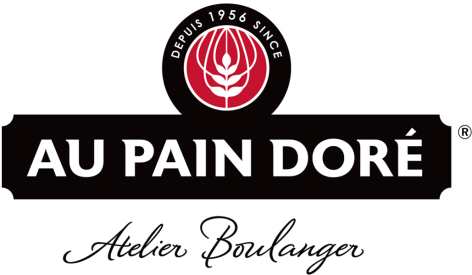 DEPUIS 1956 SINCE
AU PAIN DORÉ®
Atelier Boulanger